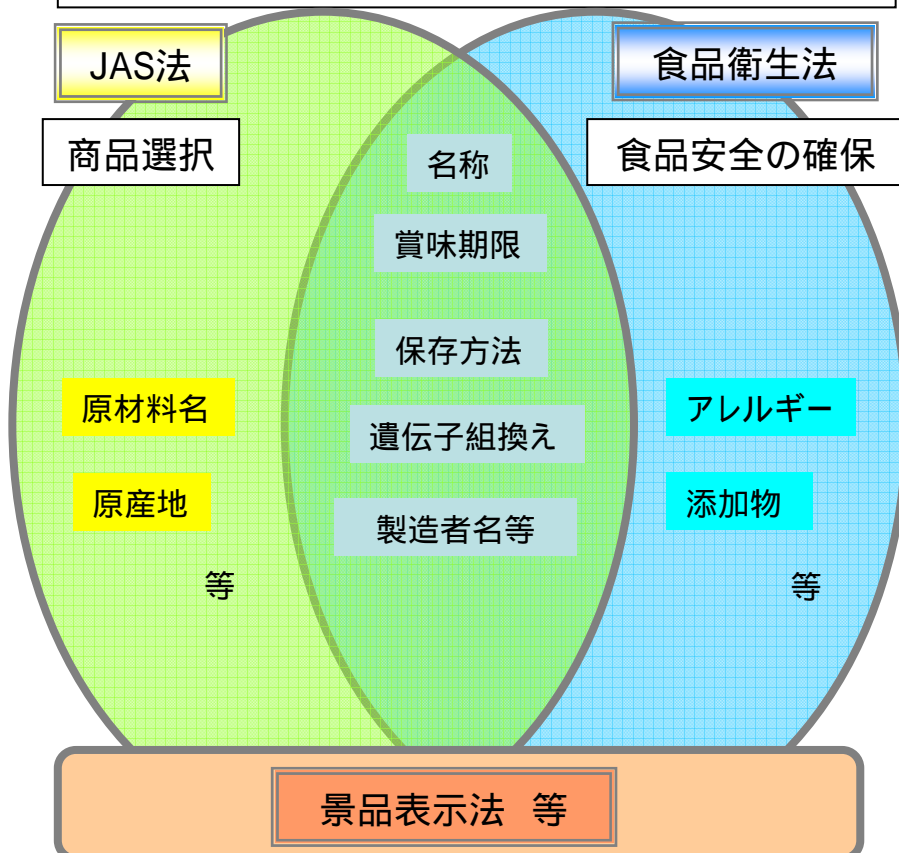 JAS法
食品衛生法
商品選択
食品安全の確保
名称
賞味期限
保存方法
原材料名
遺伝子組換え
アレルギー
原産地
製造者名等
添加物
等
等
景品表示法 等